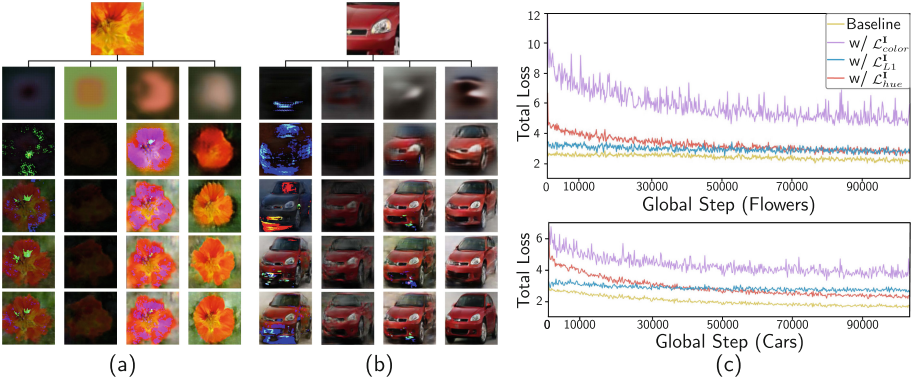 12
10
8
6
4
2
Total Loss
Baseline
w/ 𝓛^I_color
w/ 𝓛^I_L1
w/ 𝓛^I_hue
0 10000 30000 50000 70000 90000
Global Step (Flowers)
6
4
2
Total Loss
0 10000 30000 50000 70000 90000
Global Step (Cars)
(a) (b) (c)